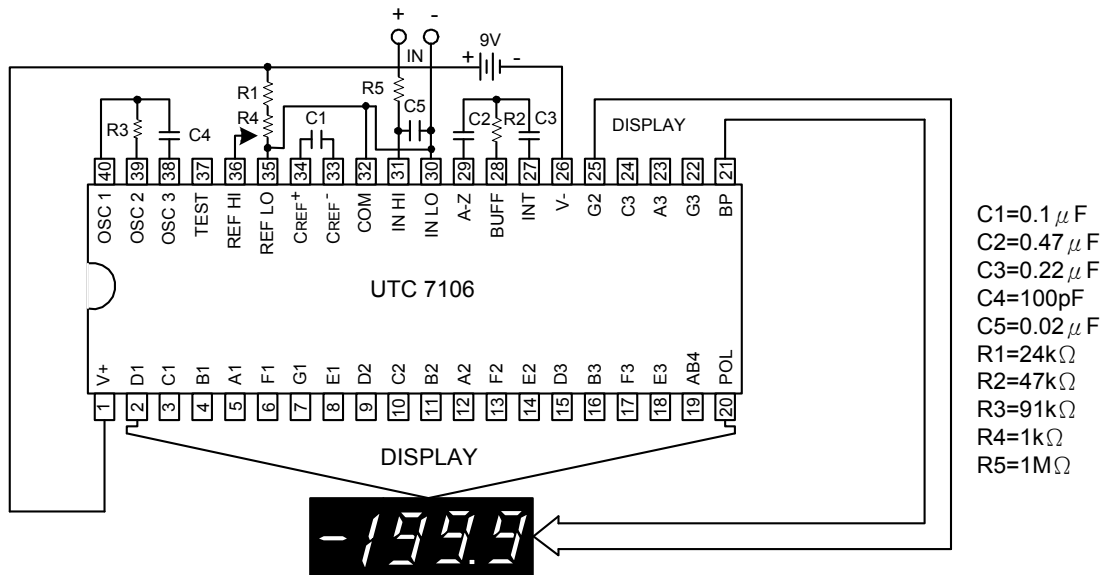 + -
IN
9V
+ -
R1
R4
R5
C5
C1
R3
C4
C2
R2
C3
DISPLAY
40 39 38 37 36 35 34 33 32 31 30 29 28 27 26 25 24 23 22 21
OSC 1
OSC 2
OSC 3
TEST
REF HI
REF LO
CREF+
CREF-
COM
IN HI
IN LO
A-Z
BUFF
INT
V-
G2
C3
A3
G3
BP
UTC 7106
V+
D1
C1
B1
A1
F1
G1
E1
D2
C2
B2
A2
F2
E2
D3
B3
F3
E3
AB4
POL
1 2 3 4 5 6 7 8 9 10 11 12 13 14 15 16 17 18 19 20
DISPLAY
-199.9
C1=0.1μF
C2=0.47μF
C3=0.22μF
C4=100pF
C5=0.02μF
R1=24kΩ
R2=47kΩ
R3=91kΩ
R4=1kΩ
R5=1MΩ